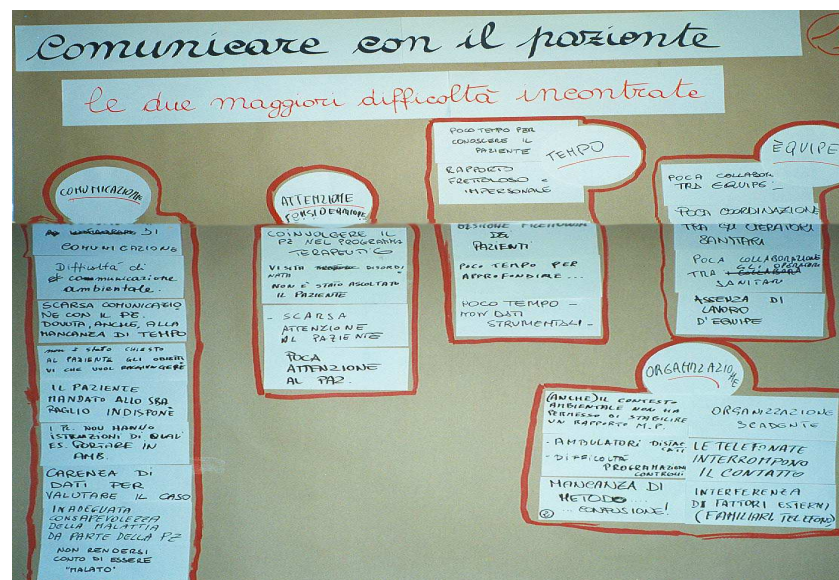 Comunicare con il paziente
le due maggiori difficoltà incontrate
COMUNICAZIONE
DI
COMUNICAZIONE
Difficoltà di
comunicazione
ambientale.
SCARSA COMUNICAZIO
NE CON IL PZ.
DOVUTA, ANCHE, ALLA
MANCANZA DI TEMPO
non è stato CHIESTO
AL PAZIENTE GLI OBIETTI
VI CHE VUOL RAGGIUNGERE
IL PAZIENTE
MANDATO ALLO SBA
RAGLIO INDISPONE
I PZ. NON HANNO
ISTRUZIONI DI QUALI
ES. PORTARE IN
AMB.
CARENZA DI
DATI PER
VALUTARE IL CASO
INADEGUATA
CONSAPEVOLEZZA
DELLA MALATTIA
DA PARTE DELLA PZ
NON RENDERSI
CONTO DI ESSERE
"MALATO"
ATTENZIONE
CONSIDERAZIONE
COINVOLGERE IL
PZ NEL PROGRAMMA
TERAPEUTICO
VISITA DISORDI
NATA
NON E' STATO ASCOLTATO
IL PAZIENTE
- SCARSA
ATTENZIONE
AL PAZIENTE
POCA
ATTENZIONE
AL PAZ.
TEMPO
POCO TEMPO PER
CONOSCERE IL
PAZIENTE
RAPPORTO
FRETTOLOSO e
IMPERSONALE
DEI
PAZIENTI
POCO TEMPO PER
APPROFONDIRE...
POCO TEMPO -
NON DATI
STRUMENTALI -
ÈQUIPE
POCA COLLABOR.
TRA EQUIPE -
POCA COORDINAZIONE
TRA GLI OPERATORI
SANITARI
POCA COLLABORAZIONE
TRA GLI OPERATORI
SANITARI
ASSENZA DI
LAVORO
D'EQUIPE
ORGANIZZAZIONE
(ANCHE) IL CONTESTO
AMBIENTALE NON HA
PERMESSO DI STABILIRE
UN RAPPORTO M.P.
- AMBULATORI DISTAC
CATI
- DIFFICOLTÀ
PROGRAMMAZIONE
CONTROLLI
MANCANZA DI
METODO...
... CONFUSIONE!
ORGANIZZAZIONE
SCADENTE
LE TELEFONATE
INTERROMPONO
IL CONTATTO
INTERFERENZA
DI FATTORI ESTERNI
(FAMILIARI, TELEFONO)